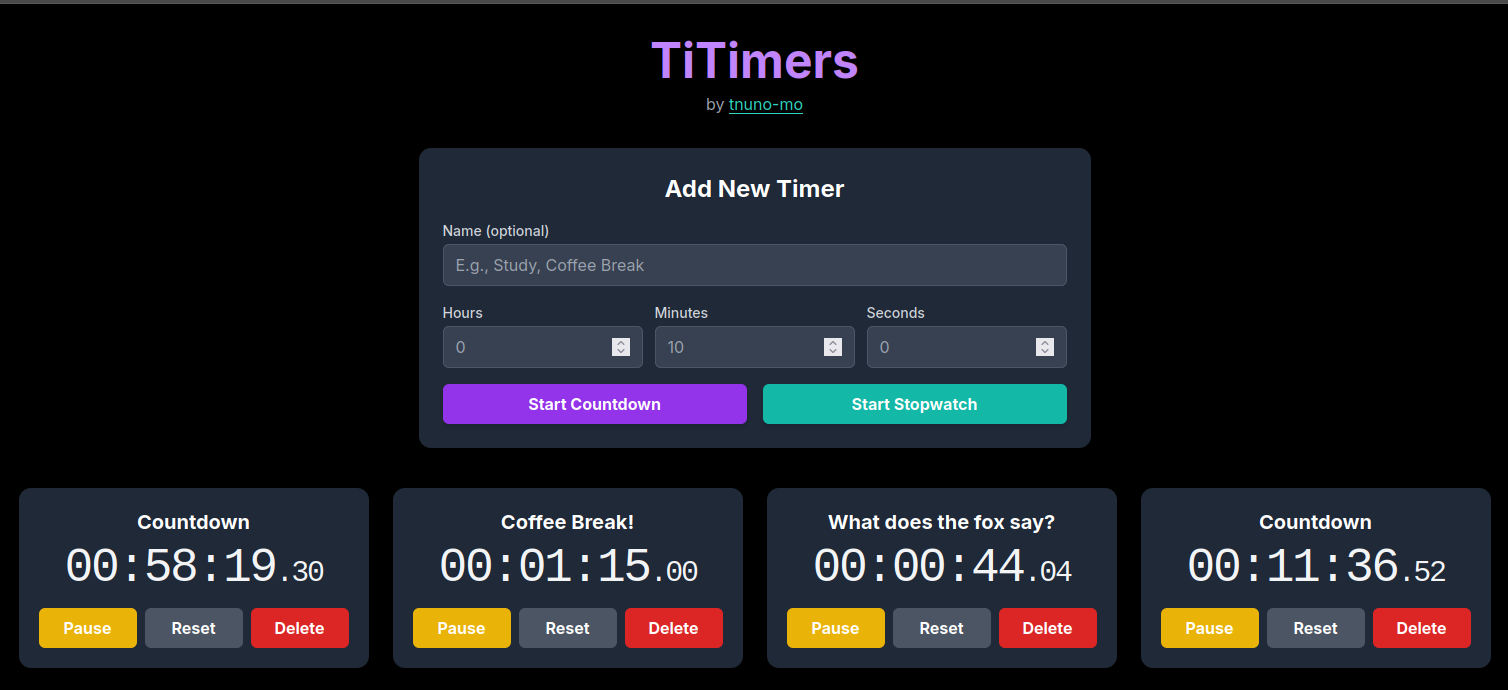 TiTimers
by tnuno-mo
Add New Timer
Name (optional)
E.g., Study, Coffee Break
Hours Minutes Seconds
0 10 0
Start Countdown Start Stopwatch
Countdown Coffee Break! What does the fox say? Countdown
00:58:19.30 00:01:15.00 00:00:44.04 00:11:36.52
Pause Reset Delete Pause Reset Delete Pause Reset Delete Pause Reset Delete